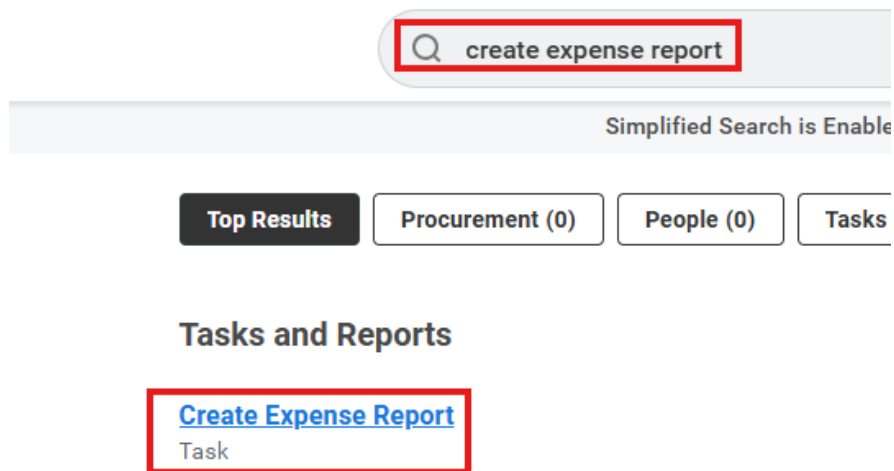 create expense report
Simplified Search is Enable
Top Results
Procurement (0)
People (0)
Tasks
Tasks and Reports
Create Expense Report
Task